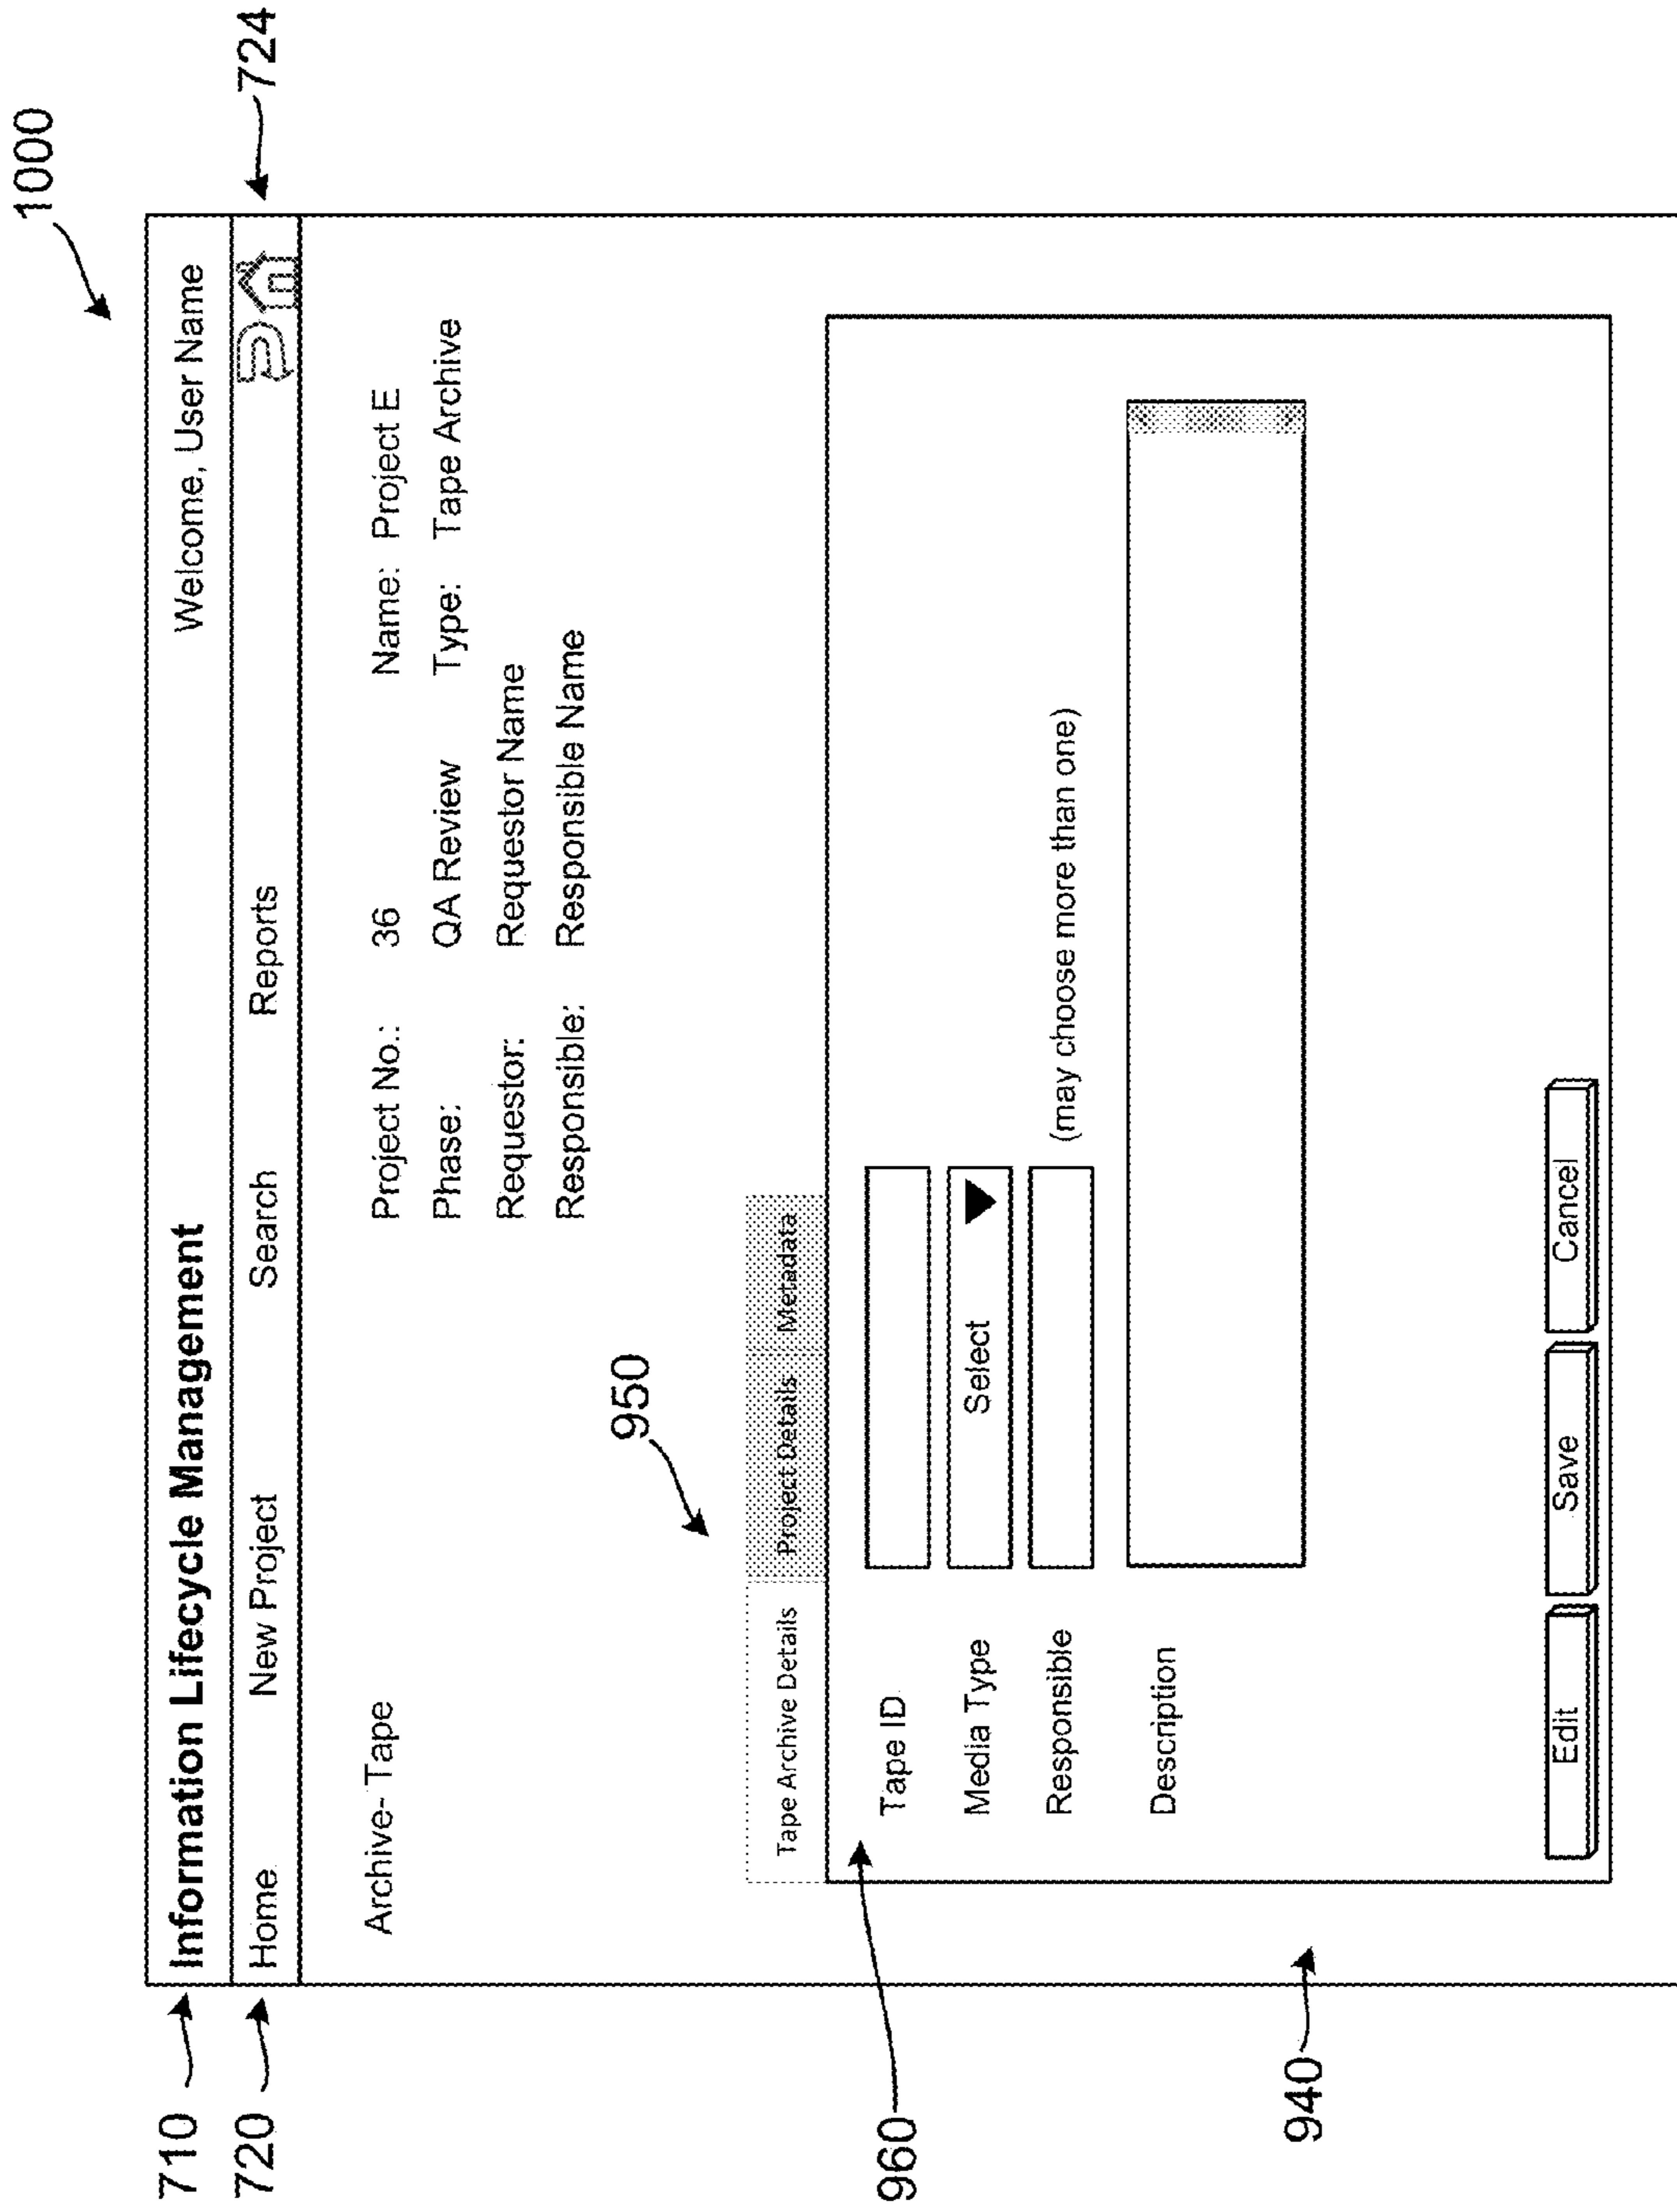 1000
710
Information Lifecycle Management Welcome, User Name
720
Home New Project Search Reports
724
Archive- Tape
Project No.: 36 Name: Project E
Phase: QA Review Type: Tape Archive
Requestor: Requestor Name
Responsible: Responsible Name
950
Tape Archive Details Project Details Metadata
960
Tape ID
Media Type Select
Responsible (may choose more than one)
Description
940
Edit Save Cancel